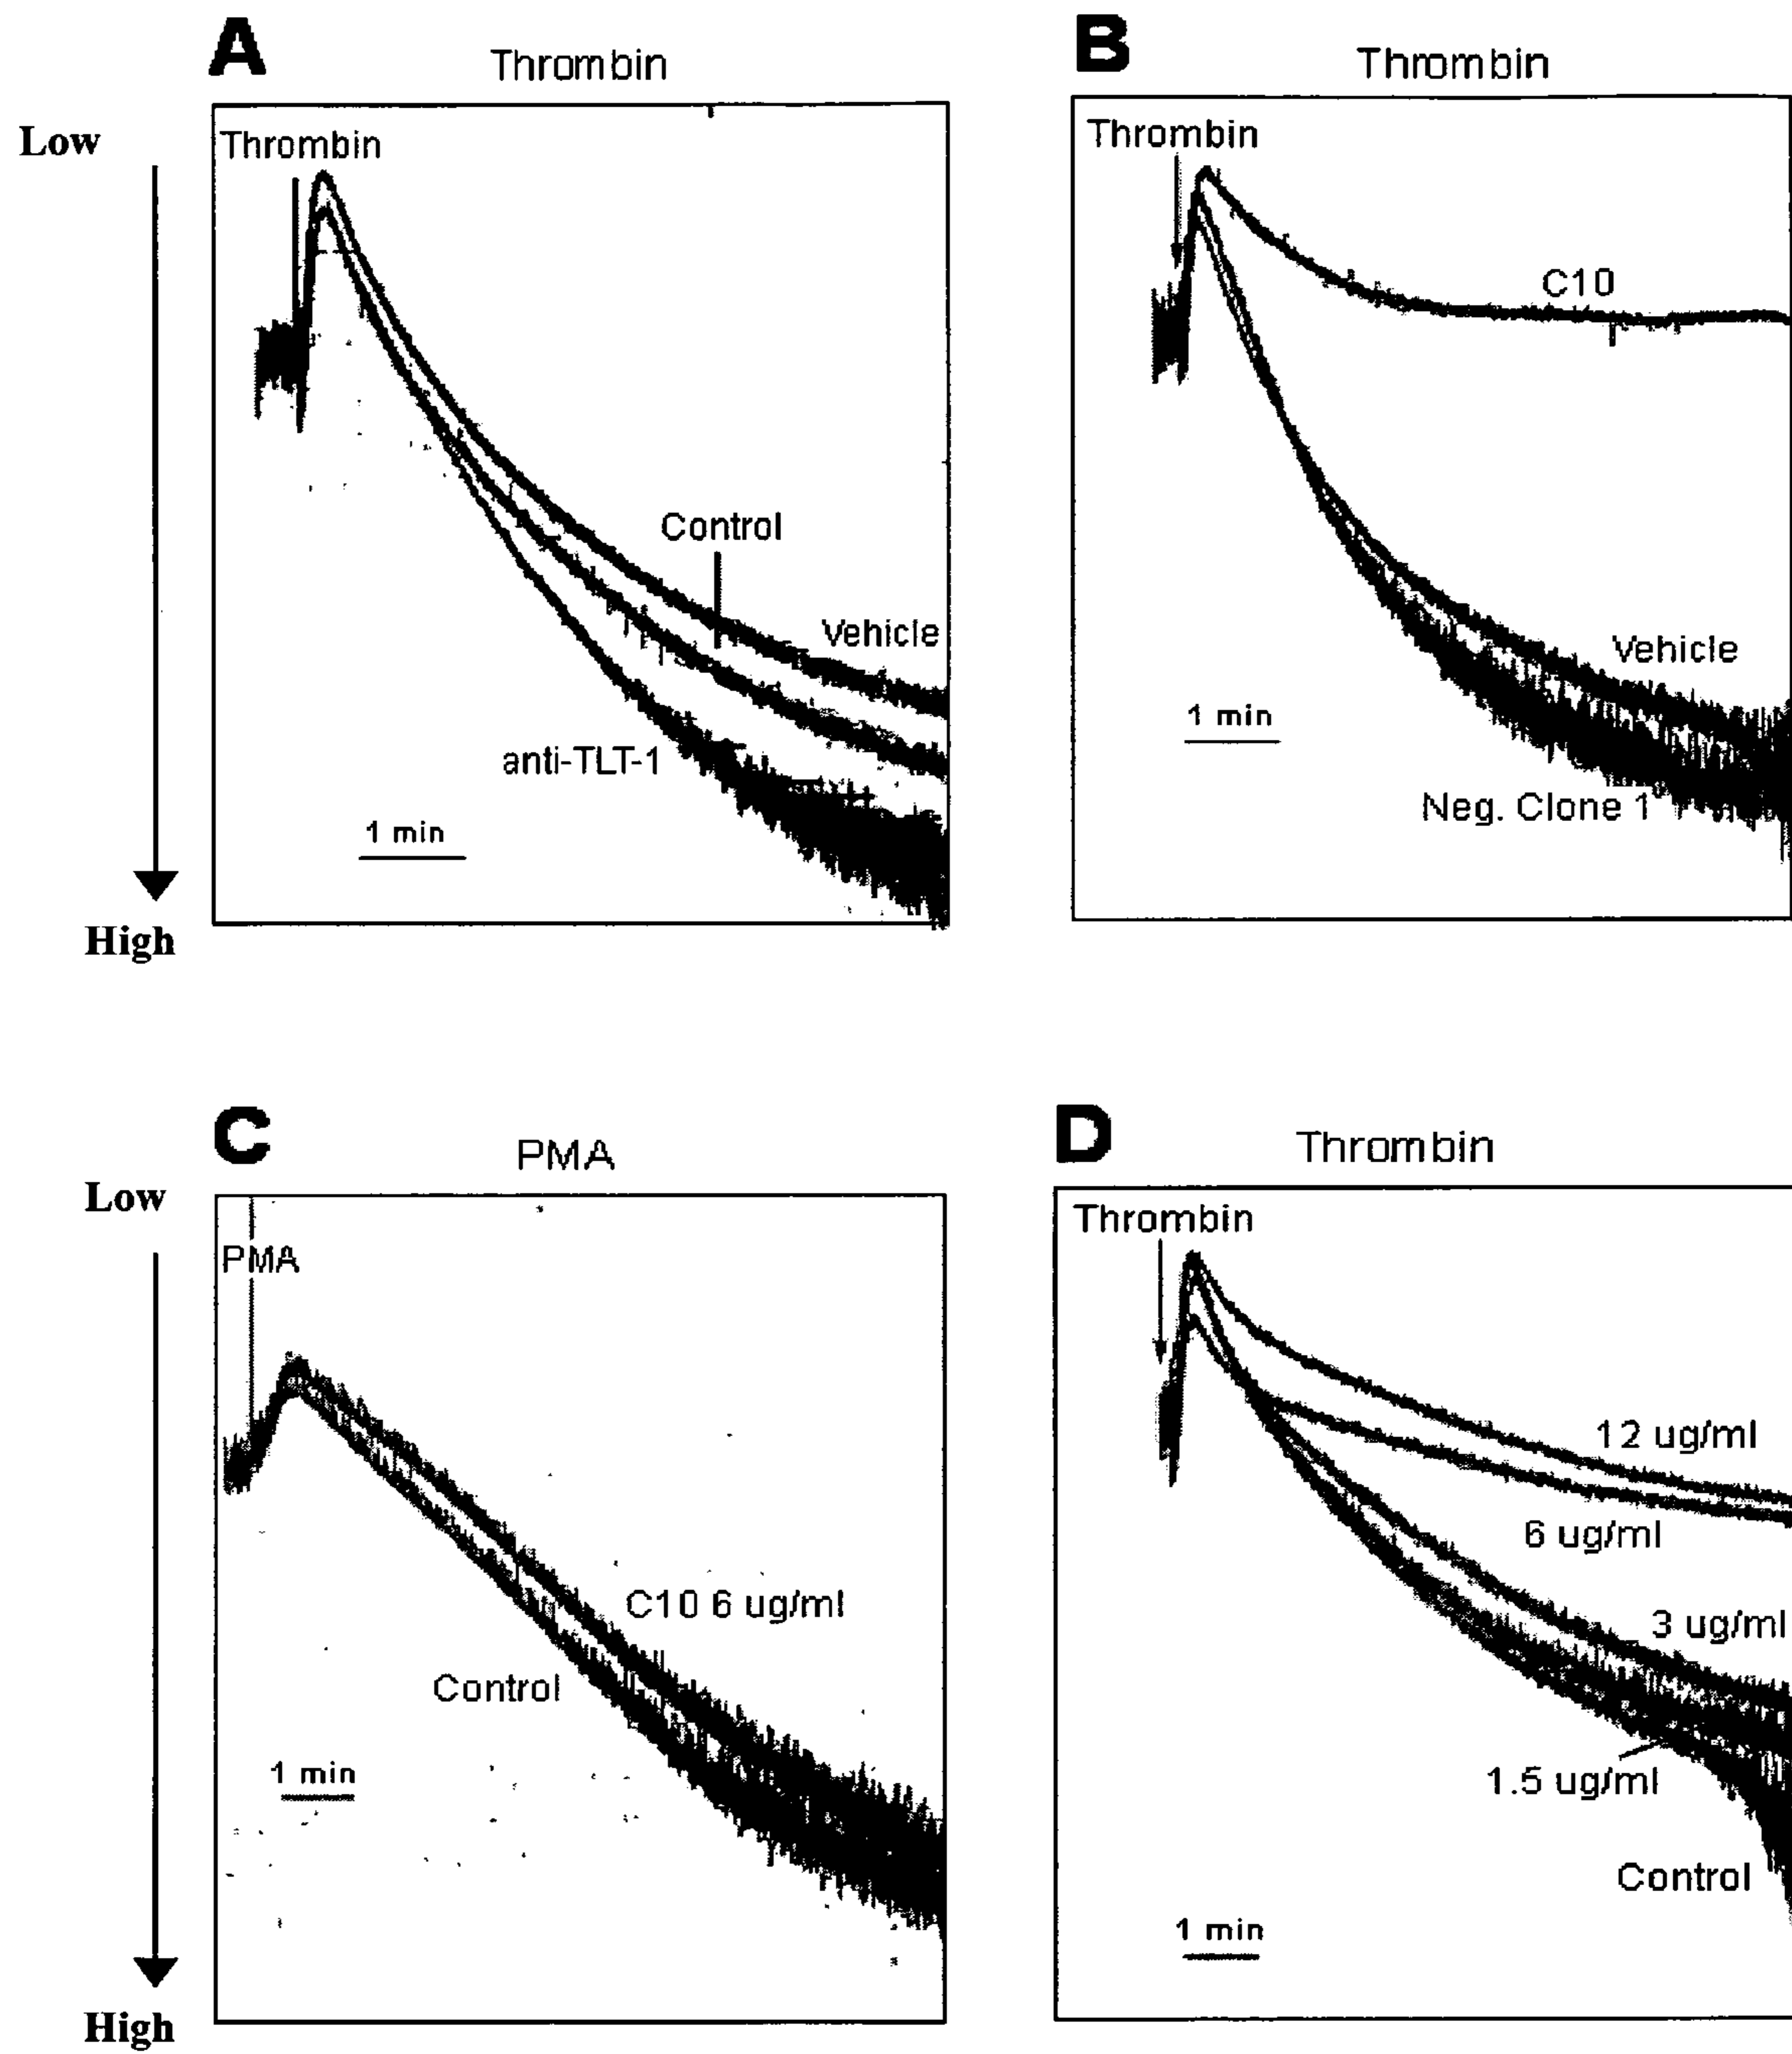 A
Thrombin
B
Thrombin
Low
Thrombin
Thrombin
C10
Control
Vehicle
Vehicle
anti-TLT-1
1 min
1 min
Neg. Clone 1
High
C
PMA
D
Thrombin
Low
PMA
Thrombin
12 ug/ml
6 ug/ml
C10 6 ug/ml
3 ug/ml
Control
1 min
1.5 ug/ml
Control
1 min
High